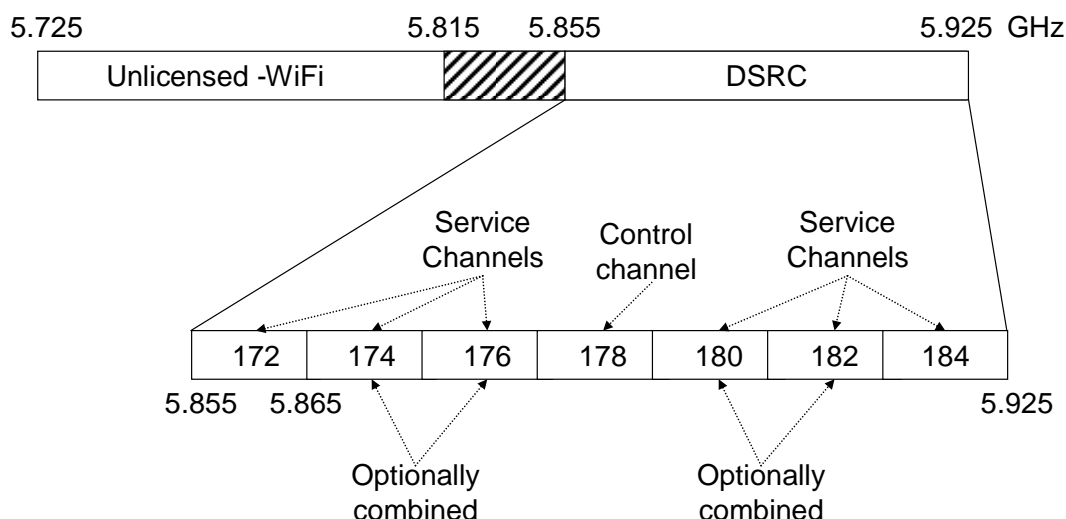 5.725 5.815 5.855 5.925 GHz
Unlicensed -WiFi DSRC
Service
Channels
Control
channel
Service
Channels
172 174 176 178 180 182 184
5.855 5.865 5.925
Optionally
combined
Optionally
combined